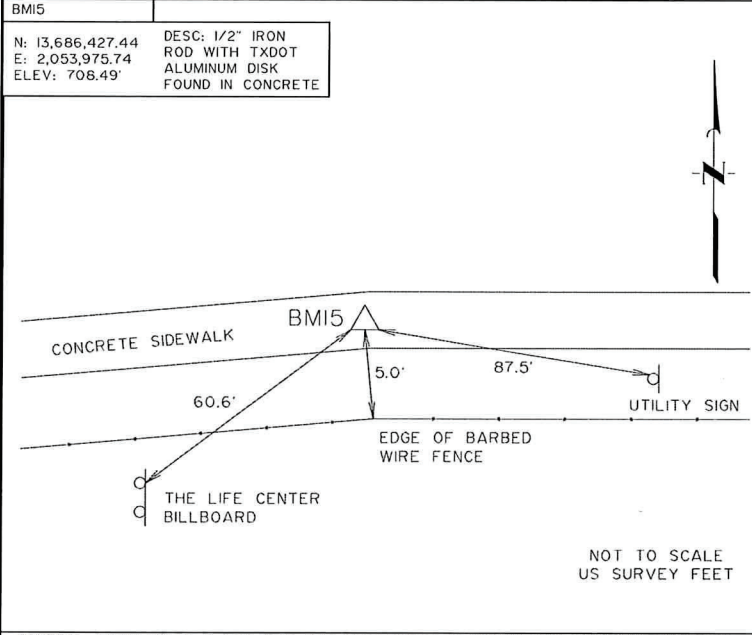 BM15
N: 13,686,427.44
E: 2,053,975.74
ELEV: 708.49'
DESC: 1/2" IRON
ROD WITH TXDOT
ALUMINUM DISK
FOUND IN CONCRETE
N
BM15
CONCRETE SIDEWALK
5.0'
87.5'
60.6'
UTILITY SIGN
EDGE OF BARBED
WIRE FENCE
THE LIFE CENTER
BILLBOARD
NOT TO SCALE
US SURVEY FEET